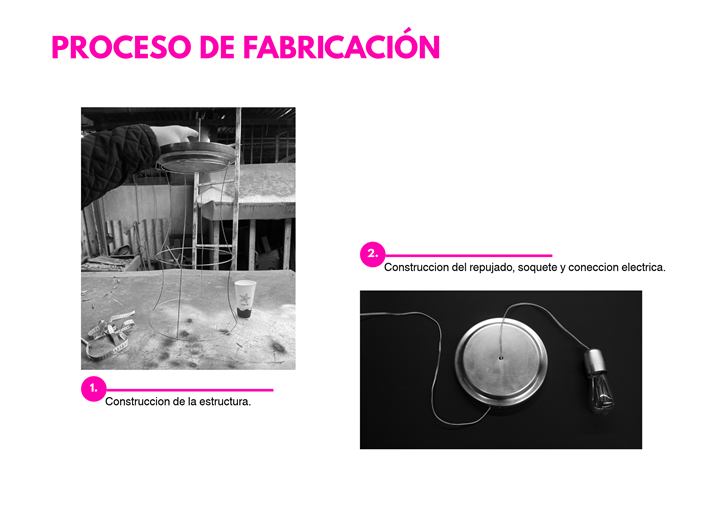 PROCESO DE FABRICACIÓN
1.
Construccion de la estructura.
2.
Construccion del repujado, soquete y coneccion electrica.